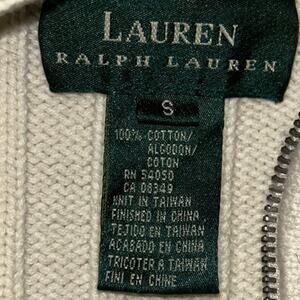 LAUREN
RALPH LAUREN
S
100% COTTON/
ALGODON/
COTON
RN 54050
CA 08349
KNIT IN TAIWAN
FINISHED IN CHINA
TEJIDO EN TAIWAN
ACABADO EN CHINA
TRICOTER A TAIWAN
FINI EN CHINE